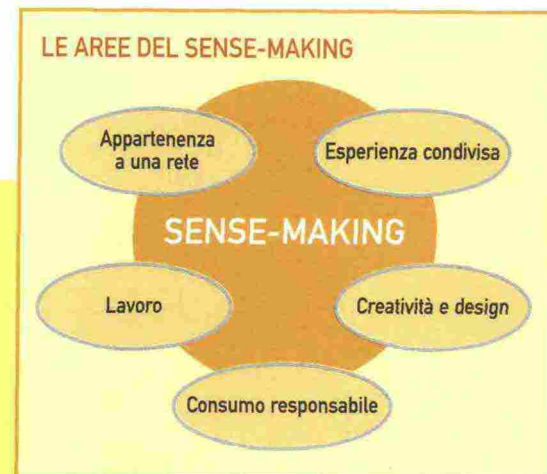 LE AREE DEL SENSE-MAKING
Appartenenza
a una rete
Esperienza condivisa
SENSE-MAKING
Lavoro
Creatività e design
Consumo responsabile